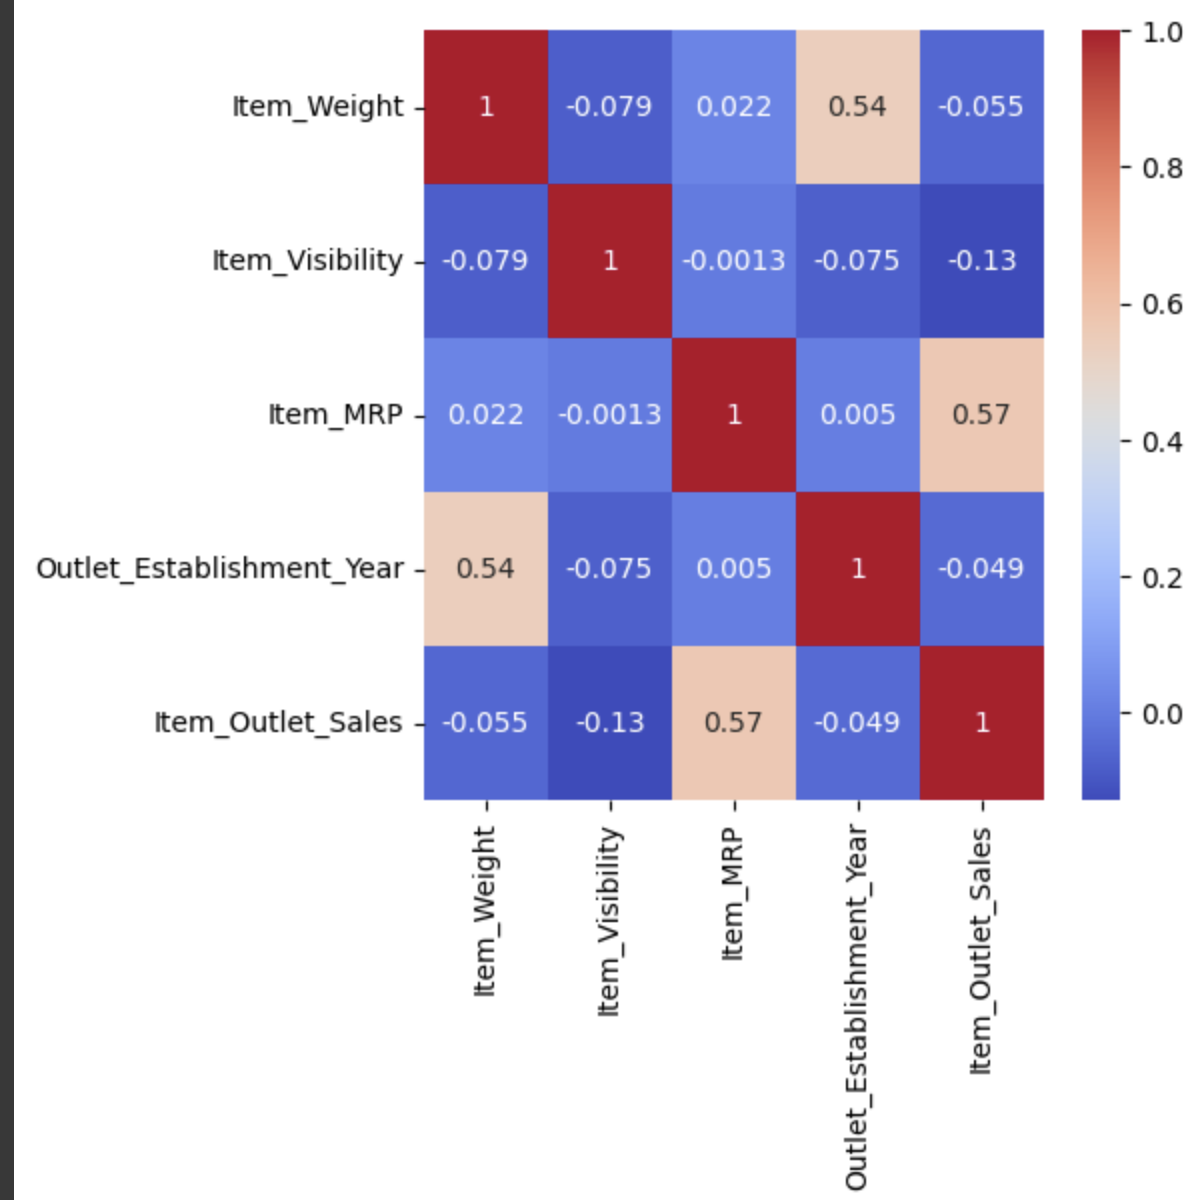 Item_Weight 1 -0.079 0.022 0.54 -0.055
Item_Visibility -0.079 1 -0.0013 -0.075 -0.13
Item_MRP 0.022 -0.0013 1 0.005 0.57
Outlet_Establishment_Year 0.54 -0.075 0.005 1 -0.049
Item_Outlet_Sales -0.055 -0.13 0.57 -0.049 1
Item_Weight
Item_Visibility
Item_MRP
Outlet_Establishment_Year
Item_Outlet_Sales
1.0
0.8
0.6
0.4
0.2
0.0